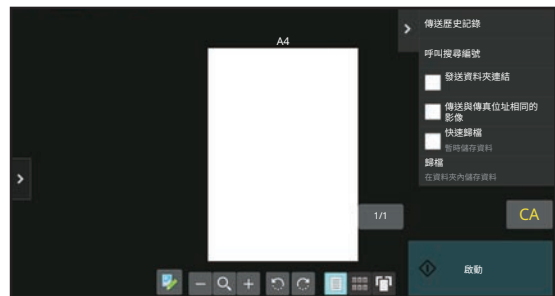 A4
傳送歷史記錄
呼叫搜尋編號
發送資料夾連結
傳送與傳真位址相同的
影像
快速歸檔
暫時儲存資料
歸檔
在資料夾內儲存資料
1/1
CA
啟動